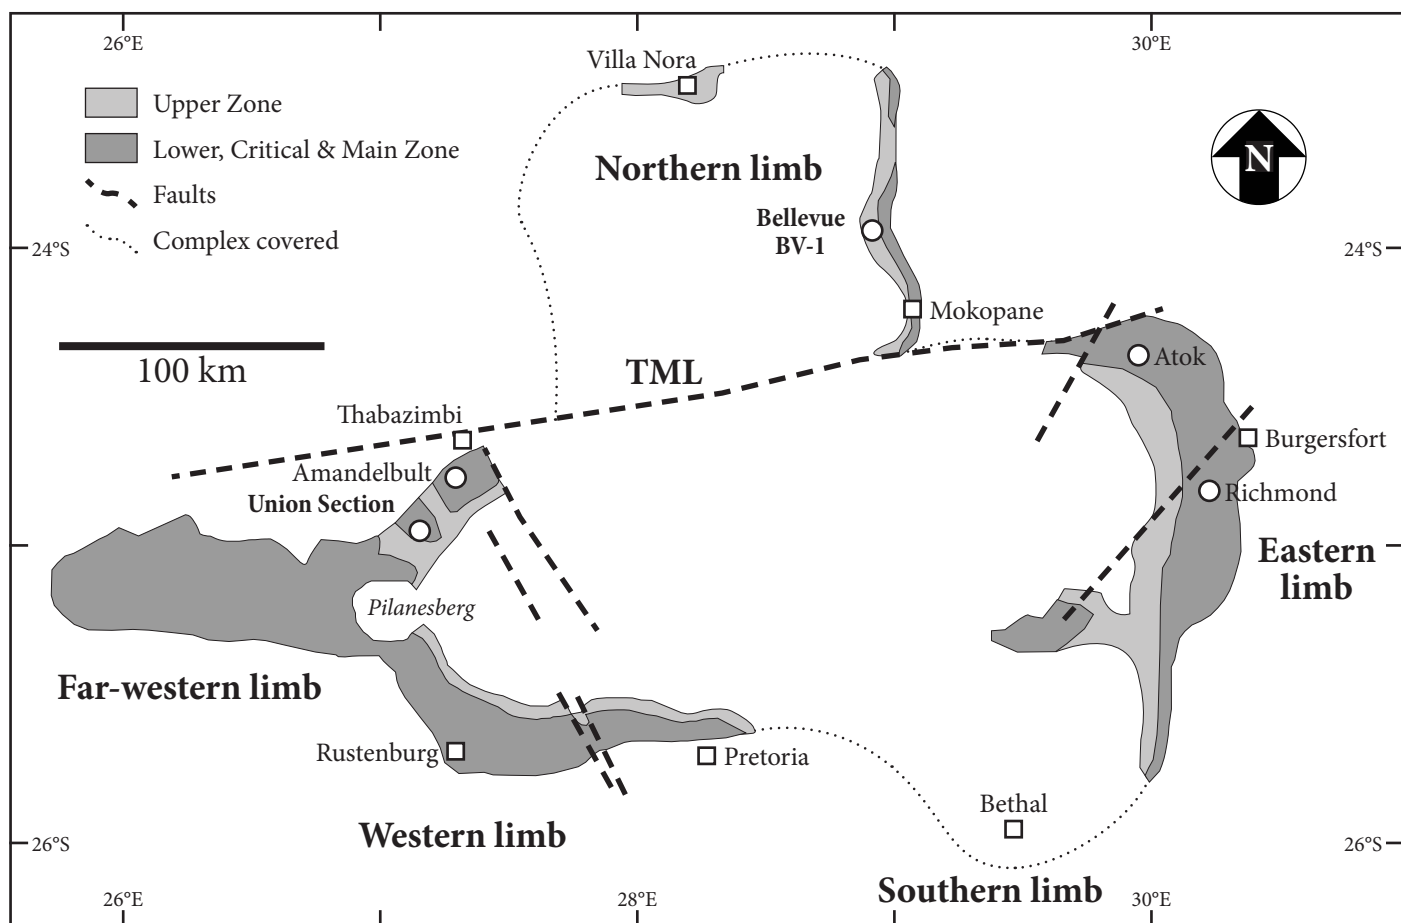 26°E
30°E
Villa Nora
Upper Zone
Lower, Critical & Main Zone
Faults
Complex covered
Northern limb
N
Bellevue
BV-1
24°S
24°S
Mokopane
100 km
TML
Atok
Thabazimbi
Amandelbult
Union Section
Burgersfort
Richmond
Eastern
limb
Pilanesberg
Far-western limb
Rustenburg
Pretoria
Bethal
Western limb
26°S
26°S
Southern limb
26°E
28°E
30°E